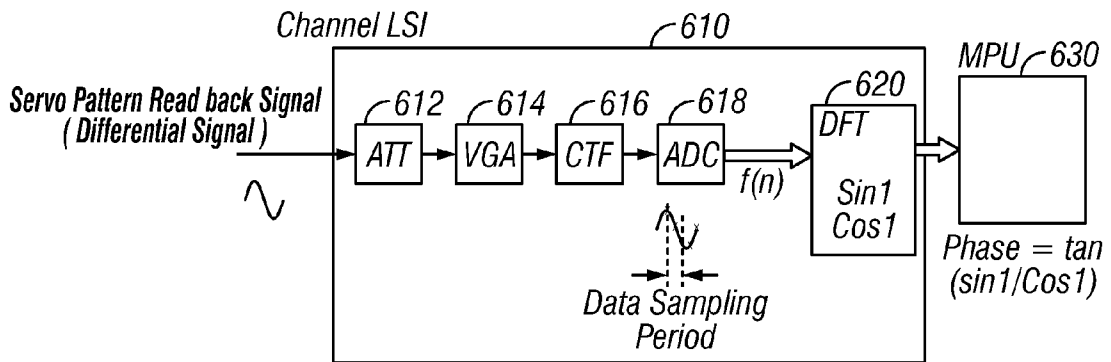 Channel LSI
610
MPU 630
Servo Pattern Read back Signal
( Differential Signal )
612
614
616
618
620
ATT
VGA
CTF
ADC
f(n)
DFT
Sin1
Cos1
Data Sampling
Period
Phase = tan
(sin1/Cos1)